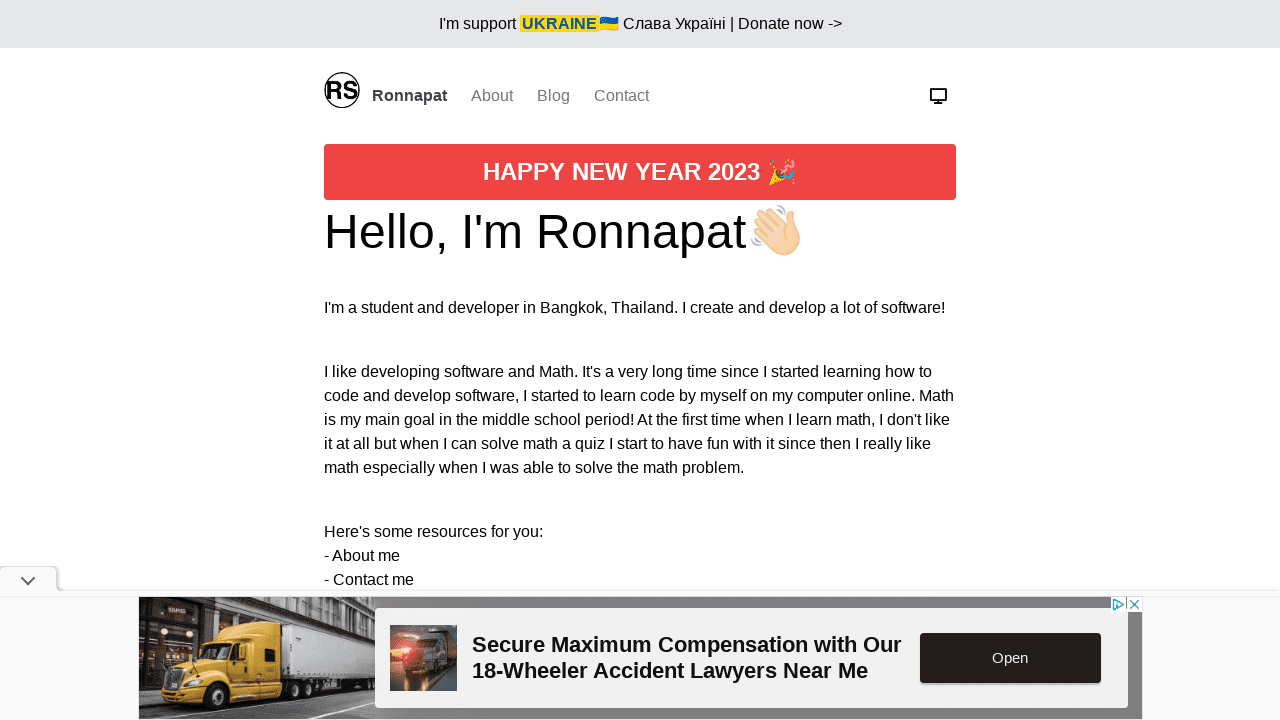 I'm support UKRAINE🇺🇦 Слава Україні | Donate now ->
RS Ronnapat About Blog Contact
HAPPY NEW YEAR 2023 🎉
Hello, I'm Ronnapat👋🏻
I'm a student and developer in Bangkok, Thailand. I create and develop a lot of software!
I like developing software and Math. It's a very long time since I started learning how to
code and develop software, I started to learn code by myself on my computer online. Math
is my main goal in the middle school period! At the first time when I learn math, I don't like
it at all but when I can solve math a quiz I start to have fun with it since then I really like
math especially when I was able to solve the math problem.
Here's some resources for you:
- About me
- Contact me
Secure Maximum Compensation with Our
18-Wheeler Accident Lawyers Near Me
Open